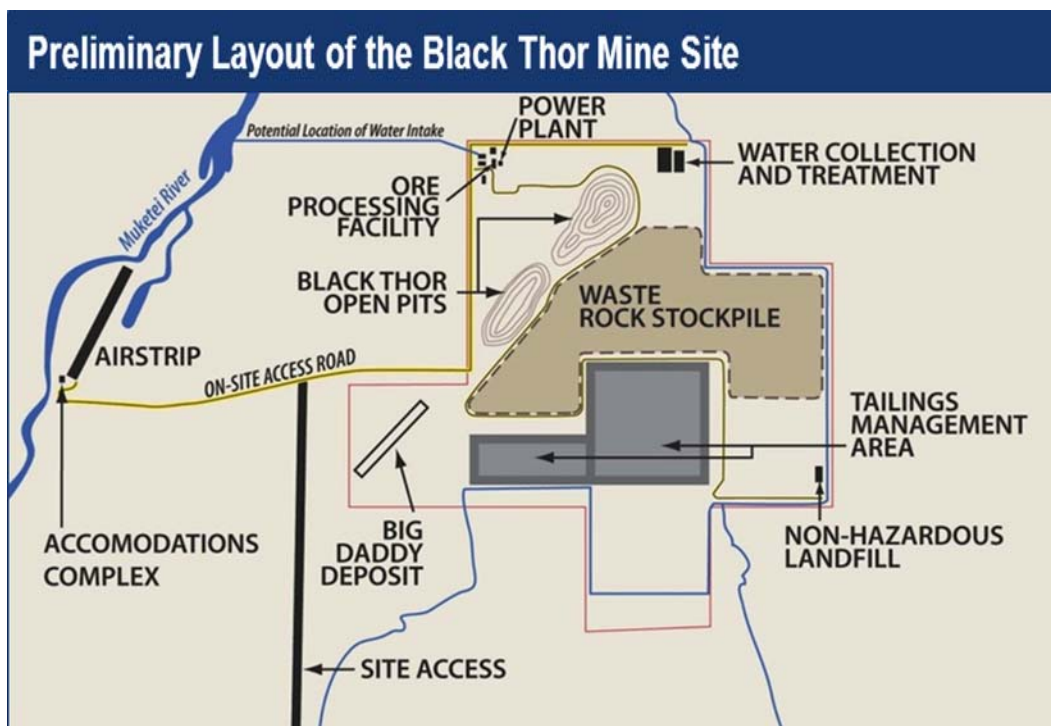 Preliminary Layout of the Black Thor Mine Site
POWER
PLANT
Potential Location of Water Intake
WATER COLLECTION
AND TREATMENT
ORE
PROCESSING
FACILITY
Muketei River
BLACK THOR
OPEN PITS
WASTE
ROCK STOCKPILE
AIRSTRIP
ON-SITE ACCESS ROAD
TAILINGS
MANAGEMENT
AREA
ACCOMODATIONS
COMPLEX
BIG
DADDY
DEPOSIT
NON-HAZARDOUS
LANDFILL
SITE ACCESS